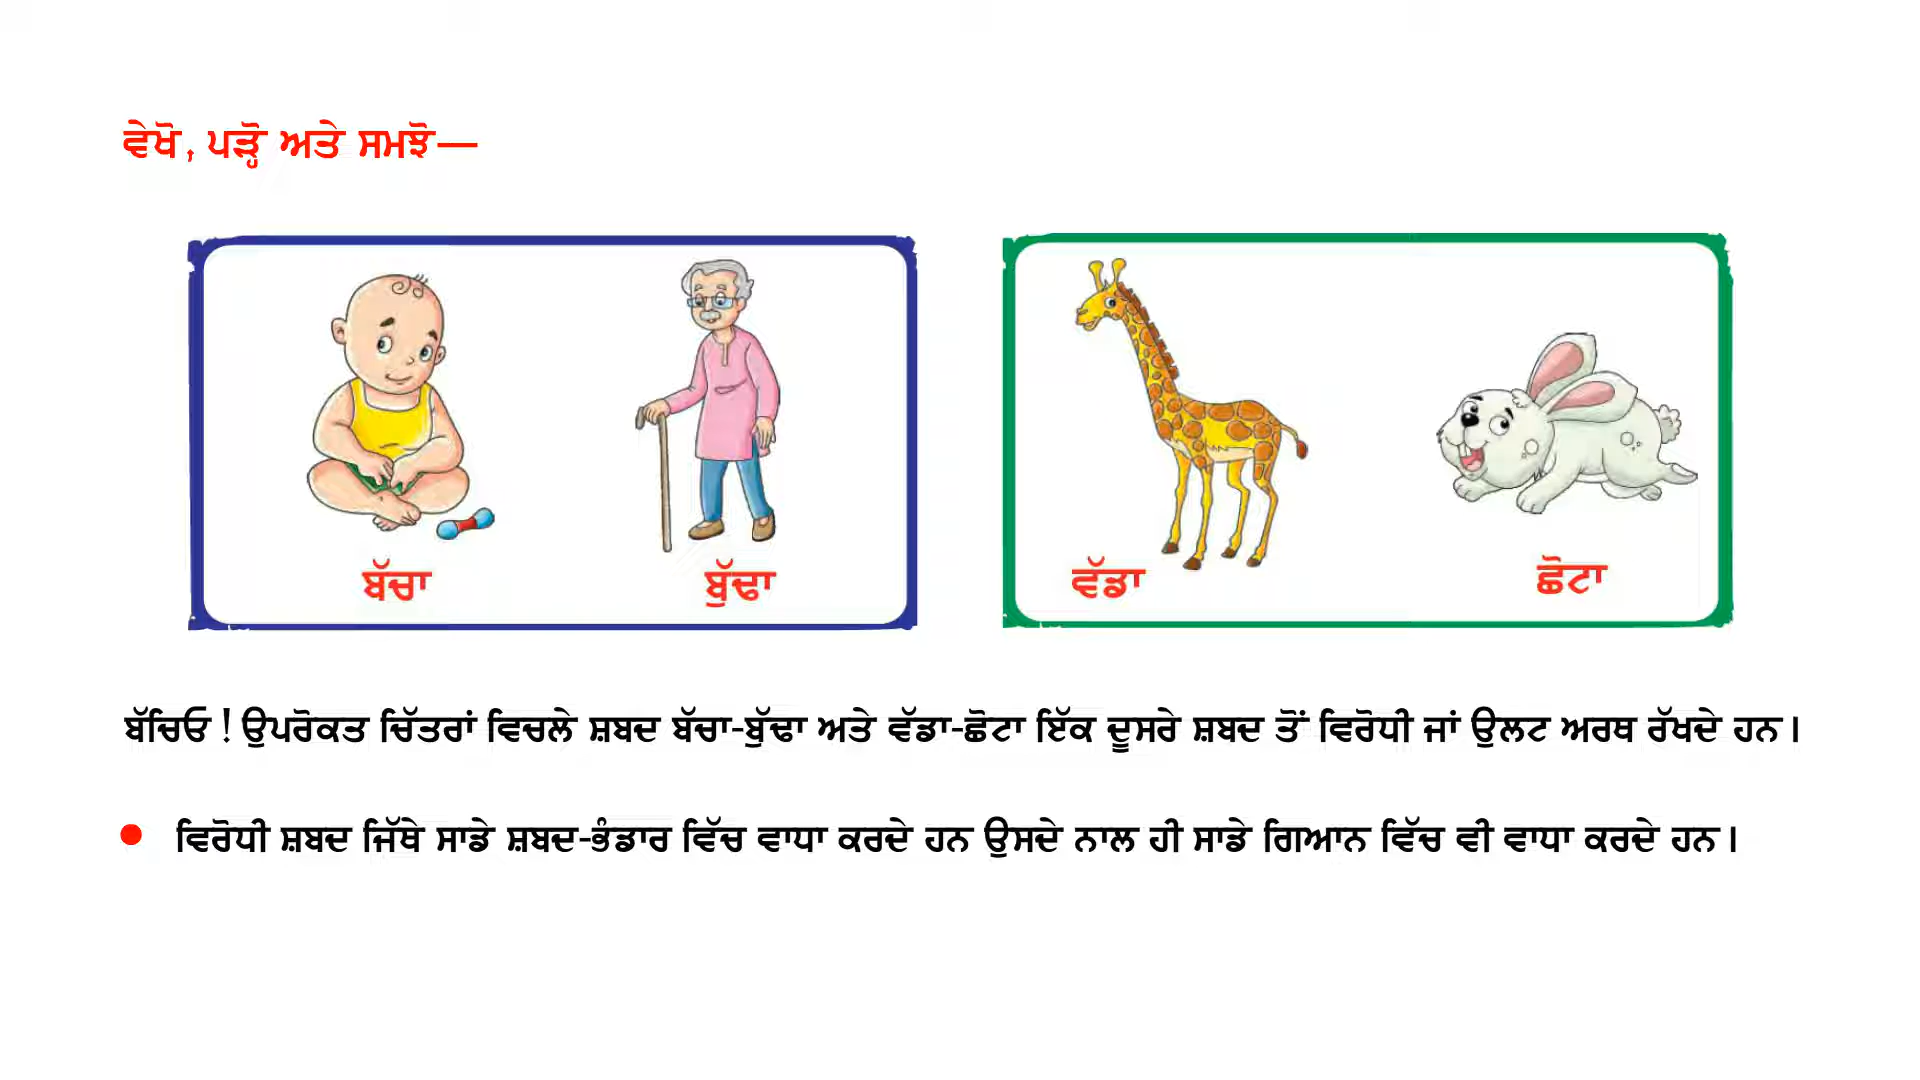 ਵੇਖੋ, ਪੜ੍ਹੋ ਅਤੇ ਸਮਝੋ—
ਬੱਚਾ ਬੁੱਢਾ ਵੱਡਾ ਛੋਟਾ
ਬੱਚਿਓ ! ਉਪਰੋਕਤ ਚਿੱਤਰਾਂ ਵਿਚਲੇ ਸ਼ਬਦ ਬੱਚਾ-ਬੁੱਢਾ ਅਤੇ ਵੱਡਾ-ਛੋਟਾ ਇੱਕ ਦੂਸਰੇ ਸ਼ਬਦ ਤੋਂ ਵਿਰੋਧੀ ਜਾਂ ਉਲਟ ਅਰਥ ਰੱਖਦੇ ਹਨ।
● ਵਿਰੋਧੀ ਸ਼ਬਦ ਜਿੱਥੇ ਸਾਡੇ ਸ਼ਬਦ-ਭੰਡਾਰ ਵਿੱਚ ਵਾਧਾ ਕਰਦੇ ਹਨ ਉਸਦੇ ਨਾਲ ਹੀ ਸਾਡੇ ਗਿਆਨ ਵਿੱਚ ਵੀ ਵਾਧਾ ਕਰਦੇ ਹਨ।